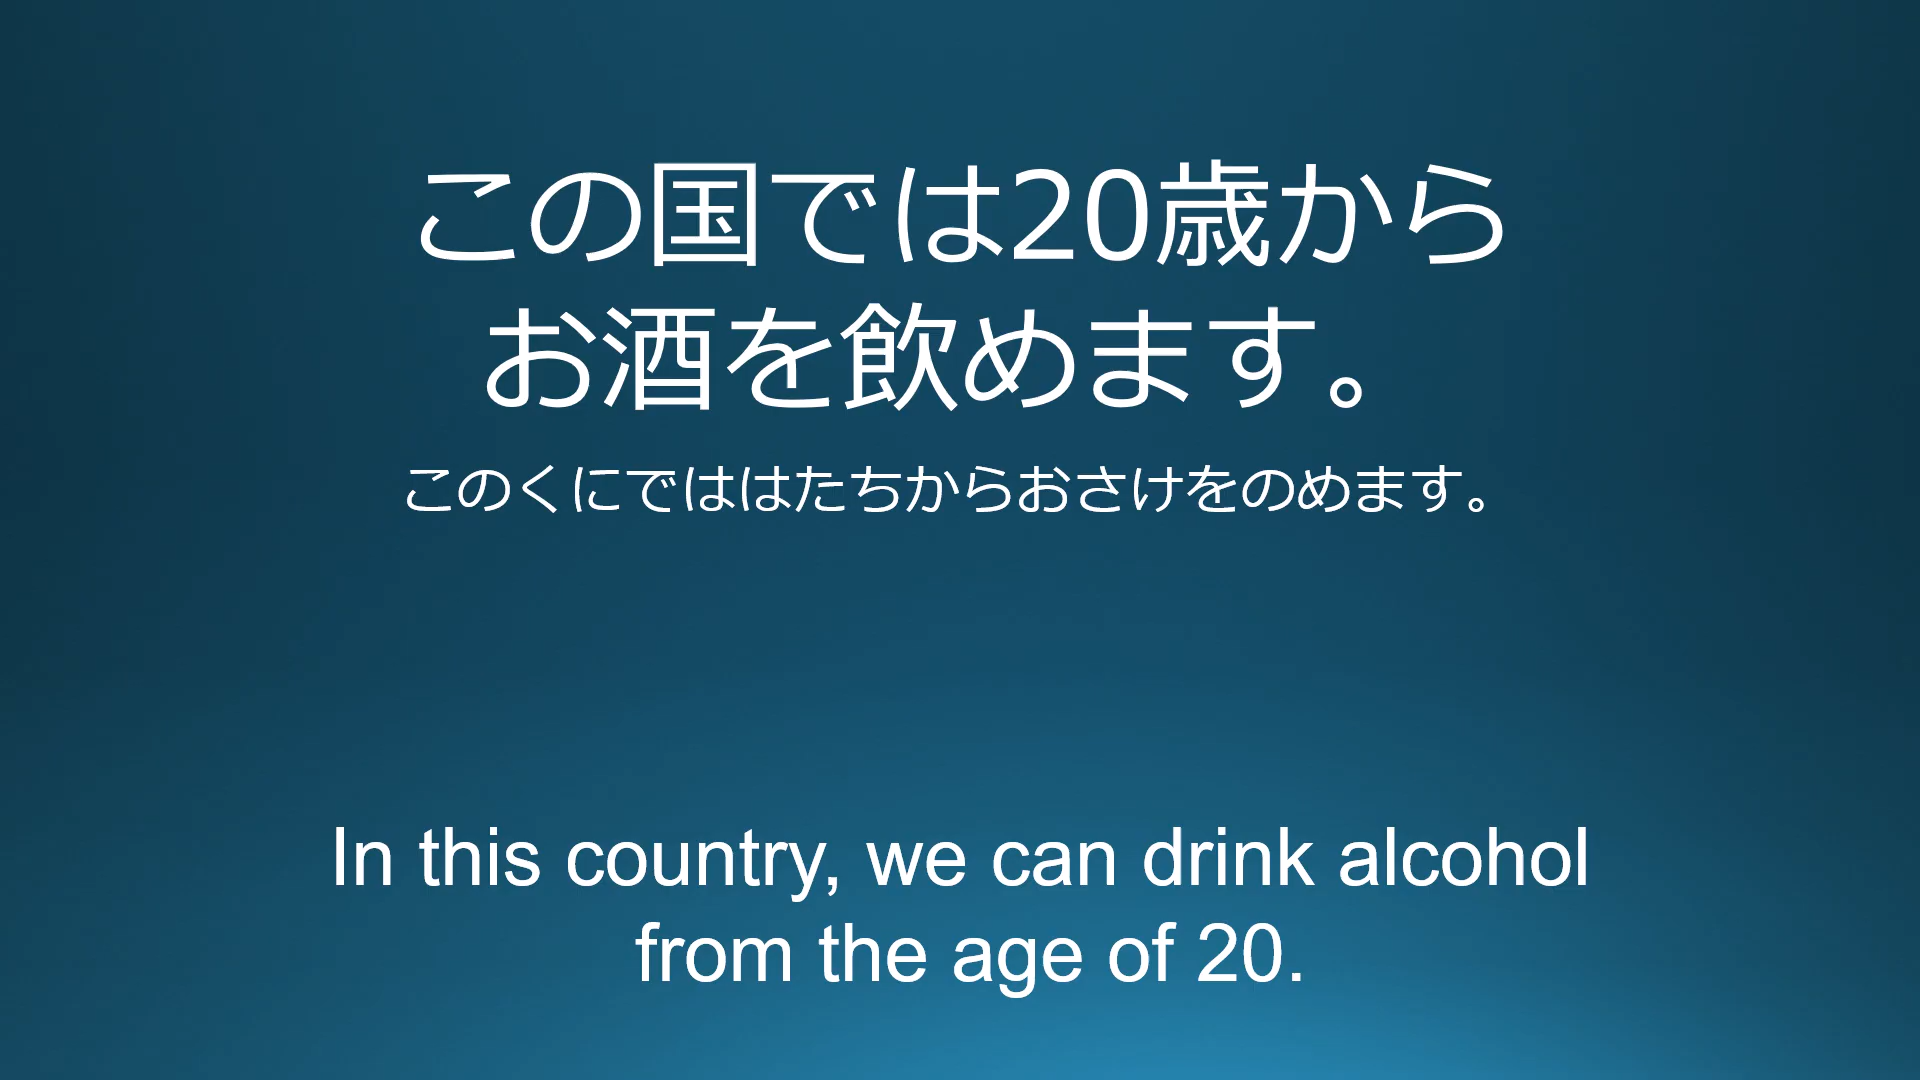 この国では20歳から
お酒を飲めます。
このくにでははたちからおさけをのめます。
In this country, we can drink alcohol
from the age of 20.